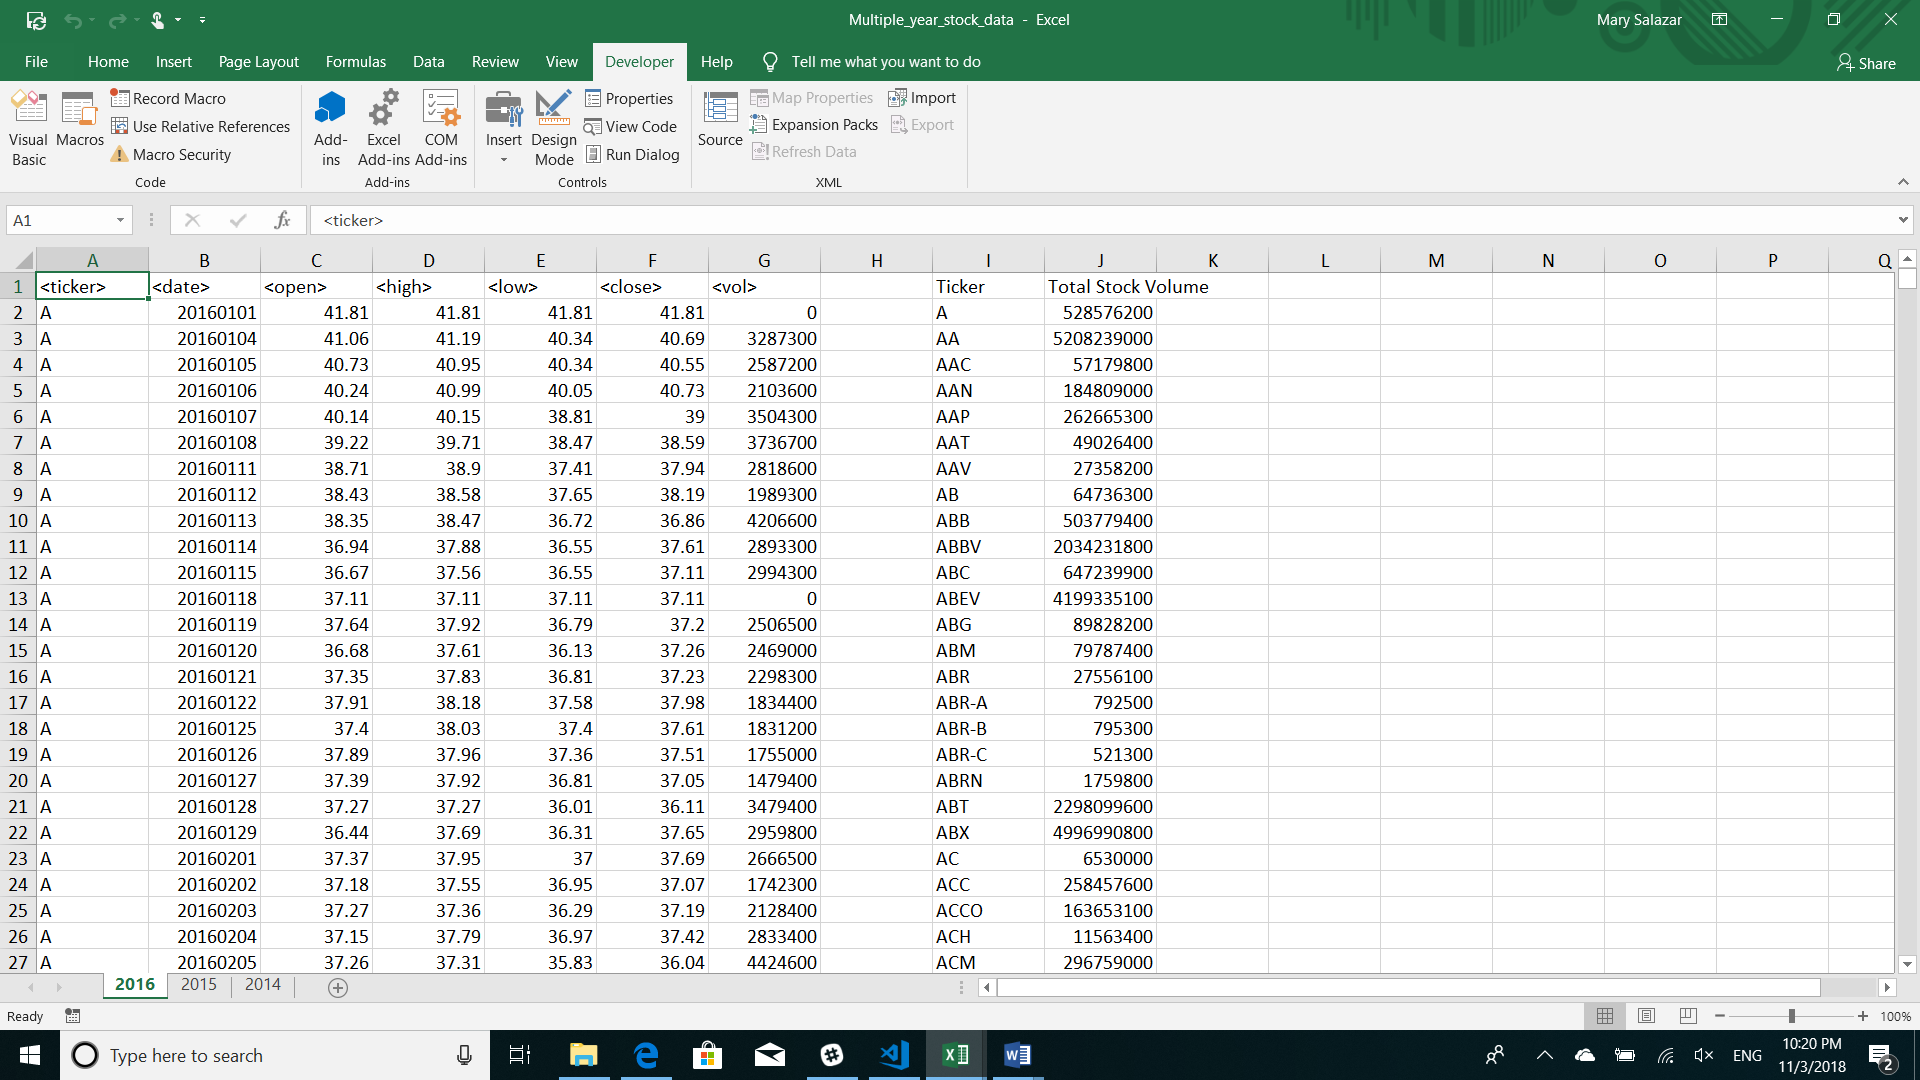 Multiple_year_stock_data - Excel
Mary Salazar
File Home Insert Page Layout Formulas Data Review View Developer Help Tell me what you want to do Share
Visual Basic
Macros
Record Macro
Use Relative References
Macro Security
Code
Add-ins
Excel Add-ins
COM Add-ins
Add-ins
Insert
Design Mode
Properties
View Code
Run Dialog
Controls
Source
Map Properties
Expansion Packs
Refresh Data
Import
Export
XML
A1 fx <ticker>
A B C D E F G H I J K L M N O P Q
1 <ticker> <date> <open> <high> <low> <close> <vol> Ticker Total Stock Volume
2 A 20160101 41.81 41.81 41.81 41.81 0 A 528576200
3 A 20160104 41.06 41.19 40.34 40.69 3287300 AA 5208239000
4 A 20160105 40.73 40.95 40.34 40.55 2587200 AAC 57179800
5 A 20160106 40.24 40.99 40.05 40.73 2103600 AAN 184809000
6 A 20160107 40.14 40.15 38.81 39 3504300 AAP 262665300
7 A 20160108 39.22 39.71 38.47 38.59 3736700 AAT 49026400
8 A 20160111 38.71 38.9 37.41 37.94 2818600 AAV 27358200
9 A 20160112 38.43 38.58 37.65 38.19 1989300 AB 64736300
10 A 20160113 38.35 38.47 36.72 36.86 4206600 ABB 503779400
11 A 20160114 36.94 37.88 36.55 37.61 2893300 ABBV 2034231800
12 A 20160115 36.67 37.56 36.55 37.11 2994300 ABC 647239900
13 A 20160118 37.11 37.11 37.11 37.11 0 ABEV 4199335100
14 A 20160119 37.64 37.92 36.79 37.2 2506500 ABG 89828200
15 A 20160120 36.68 37.61 36.13 37.26 2469000 ABM 79787400
16 A 20160121 37.35 37.83 36.81 37.23 2298300 ABR 27556100
17 A 20160122 37.91 38.18 37.58 37.98 1834400 ABR-A 792500
18 A 20160125 37.4 38.03 37.4 37.61 1831200 ABR-B 795300
19 A 20160126 37.89 37.96 37.36 37.51 1755000 ABR-C 521300
20 A 20160127 37.39 37.92 36.81 37.05 1479400 ABRN 1759800
21 A 20160128 37.27 37.27 36.01 36.11 3479400 ABT 2298099600
22 A 20160129 36.44 37.69 36.31 37.65 2959800 ABX 4996990800
23 A 20160201 37.37 37.95 37 37.69 2666500 AC 6530000
24 A 20160202 37.18 37.55 36.95 37.07 1742300 ACC 258457600
25 A 20160203 37.27 37.36 36.29 37.19 2128400 ACCO 163653100
26 A 20160204 37.15 37.79 36.97 37.42 2833400 ACH 11563400
27 A 20160205 37.26 37.31 35.83 36.04 4424600 ACM 296759000
2016 2015 2014
Ready 100%
Type here to search
ENG
10:20 PM
11/3/2018
2